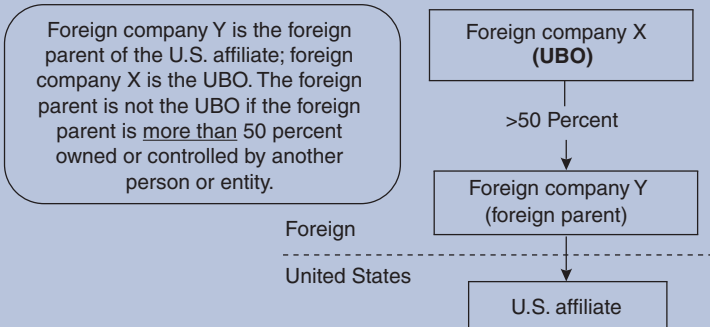 Foreign company Y is the foreign
parent of the U.S. affiliate; foreign
company X is the UBO. The foreign
parent is not the UBO if the foreign
parent is more than 50 percent
owned or controlled by another
person or entity.
Foreign company X
(UBO)
>50 Percent
Foreign company Y
(foreign parent)
Foreign
United States
U.S. affiliate